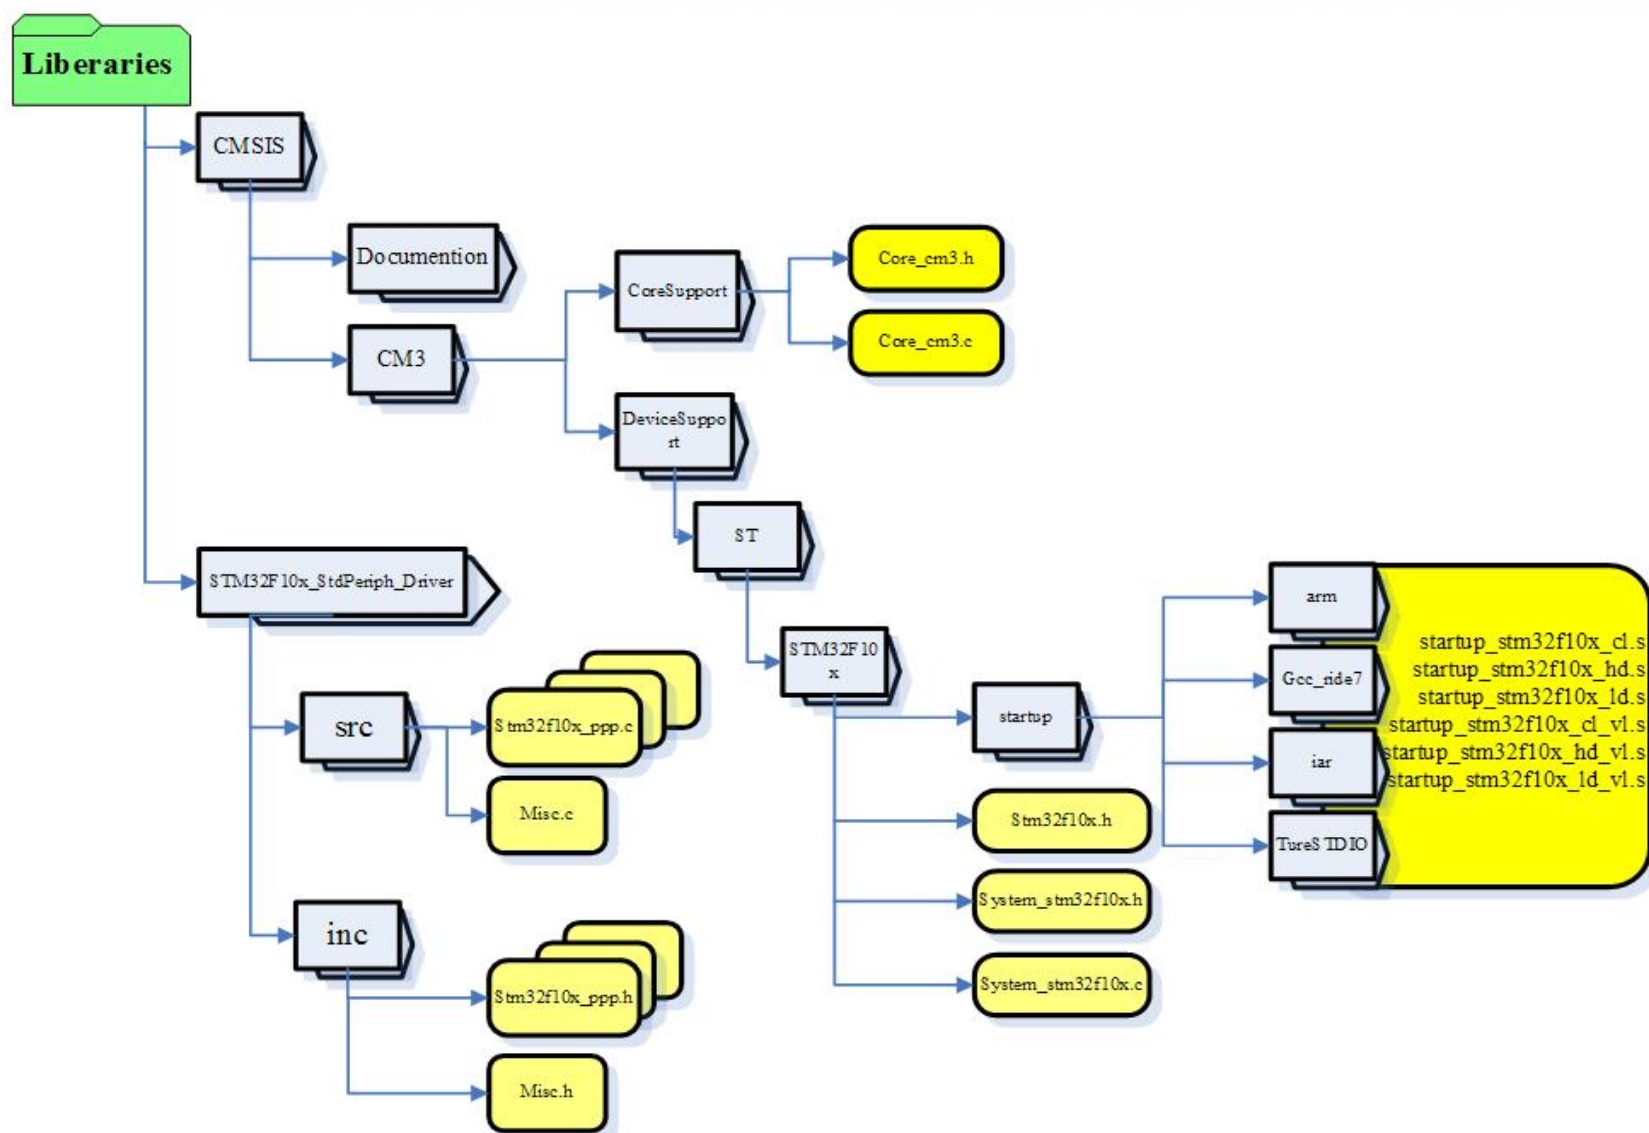 Liberaries
CMSIS
Documention
CM3
CoreSupport
Core_cm3.h
Core_cm3.c
DeviceSuppo
rt
ST
STM32F10
x
startup
arm
Gcc_ride7
iar
TureSTDIO
startup_stm32f10x_cl.s
startup_stm32f10x_hd.s
startup_stm32f10x_ld.s
startup_stm32f10x_cl_vl.s
startup_stm32f10x_hd_vl.s
startup_stm32f10x_ld_vl.s
Stm32f10x.h
System_stm32f10x.h
System_stm32f10x.c
STM32F10x_StdPeriph_Driver
src
Stm32f10x_ppp.c
Misc.c
inc
Stm32f10x_ppp.h
Misc.h